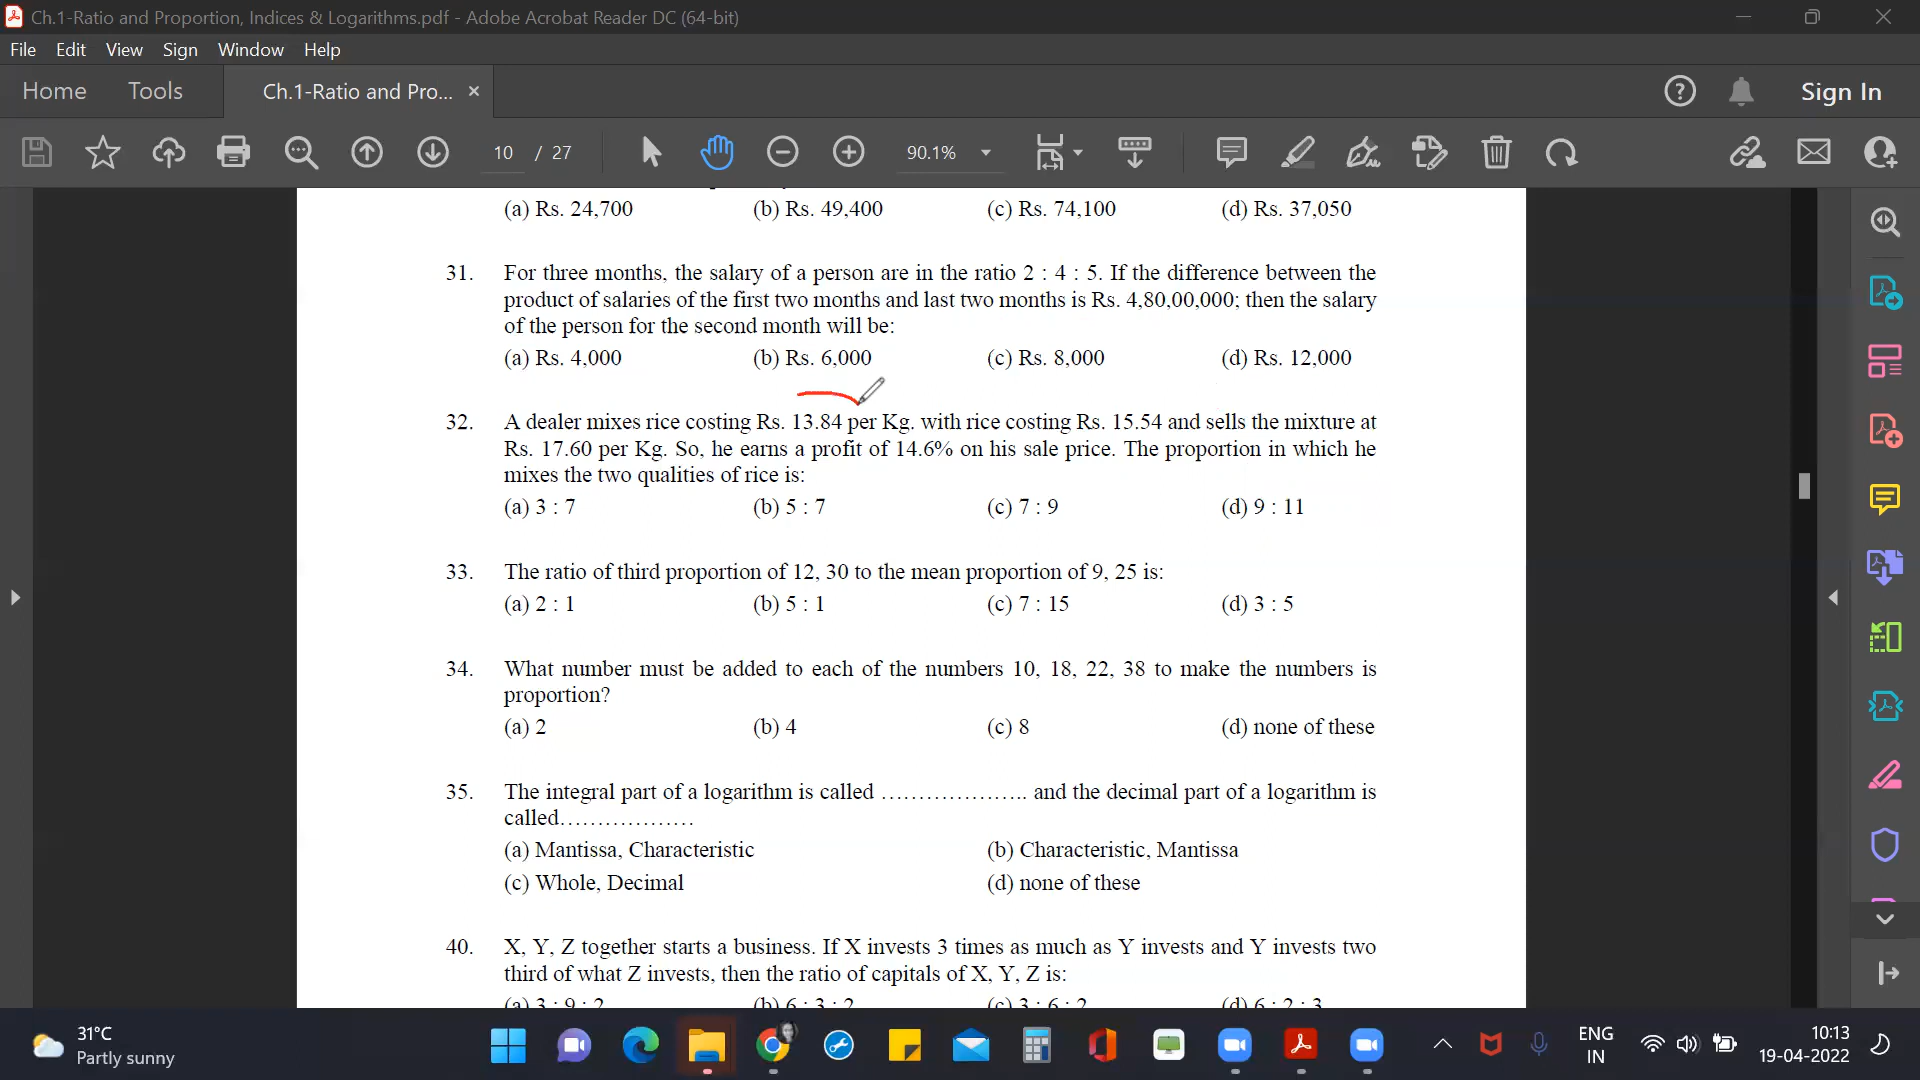 Ch.1-Ratio and Proportion, Indices & Logarithms.pdf - Adobe Acrobat Reader DC (64-bit)
File Edit View Sign Window Help
Home Tools Ch.1-Ratio and Pro... × Sign In
10 / 27 90.1%
(a) Rs. 24,700 (b) Rs. 49,400 (c) Rs. 74,100 (d) Rs. 37,050
31. For three months, the salary of a person are in the ratio 2 : 4 : 5. If the difference between the
product of salaries of the first two months and last two months is Rs. 4,80,00,000; then the salary
of the person for the second month will be:
(a) Rs. 4,000 (b) Rs. 6,000 (c) Rs. 8,000 (d) Rs. 12,000
32. A dealer mixes rice costing Rs. 13.84 per Kg. with rice costing Rs. 15.54 and sells the mixture at
Rs. 17.60 per Kg. So, he earns a profit of 14.6% on his sale price. The proportion in which he
mixes the two qualities of rice is:
(a) 3 : 7 (b) 5 : 7 (c) 7 : 9 (d) 9 : 11
33. The ratio of third proportion of 12, 30 to the mean proportion of 9, 25 is:
(a) 2 : 1 (b) 5 : 1 (c) 7 : 15 (d) 3 : 5
34. What number must be added to each of the numbers 10, 18, 22, 38 to make the numbers is
proportion?
(a) 2 (b) 4 (c) 8 (d) none of these
35. The integral part of a logarithm is called ………………….. and the decimal part of a logarithm is
called………………
(a) Mantissa, Characteristic (b) Characteristic, Mantissa
(c) Whole, Decimal (d) none of these
40. X, Y, Z together starts a business. If X invests 3 times as much as Y invests and Y invests two
third of what Z invests, then the ratio of capitals of X, Y, Z is:
(a) 3 : 9 : 2 (b) 6 : 3 : 2 (c) 3 : 6 : 2 (d) 6 : 2 : 3
31°C
Partly sunny
ENG
IN
10:13
19-04-2022